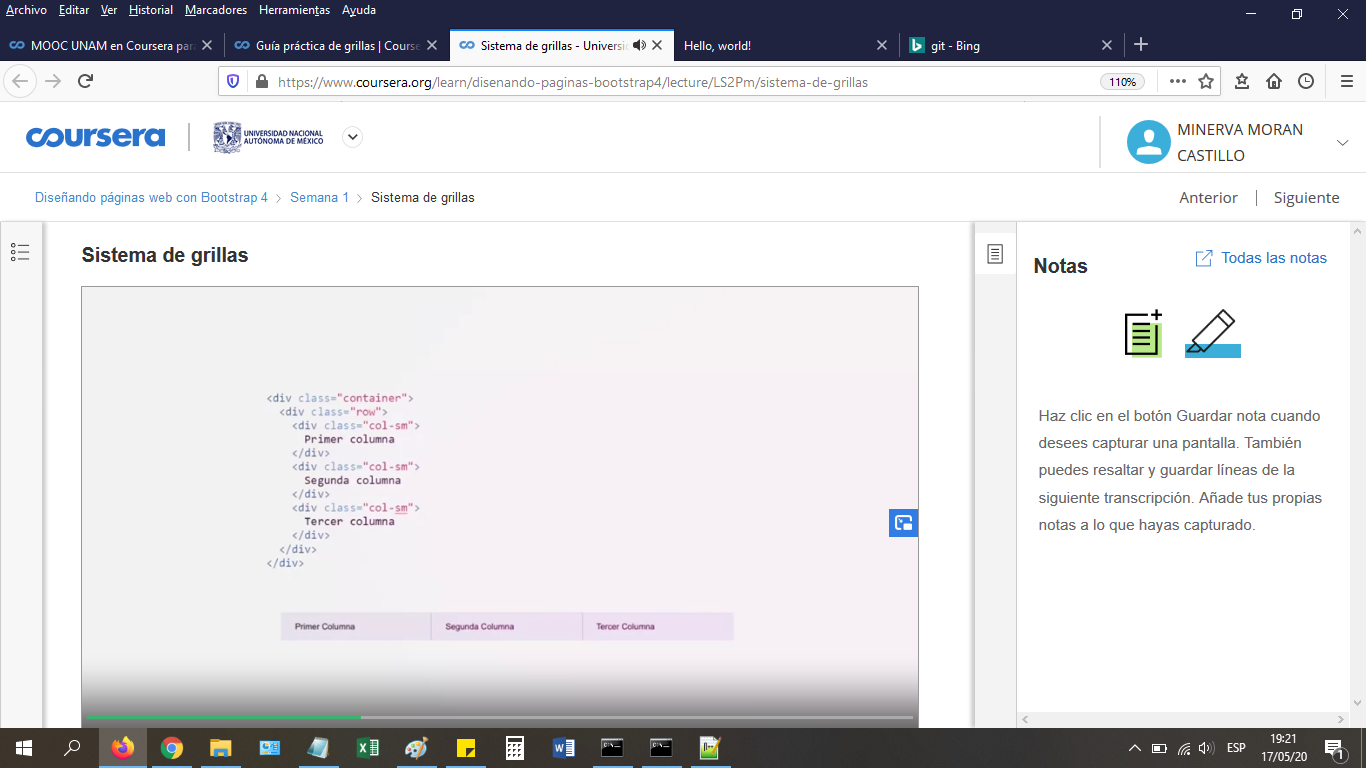 Archivo Editar Ver Historial Marcadores Herramientas Ayuda
MOOC UNAM en Coursera par
Guía práctica de grillas | Course
Sistema de grillas - Universid
Hello, world!
git - Bing
https://www.coursera.org/learn/disenando-paginas-bootstrap4/lecture/LS2Pm/sistema-de-grillas
110%
coursera
UNIVERSIDAD NACIONAL
AUTÓNOMA DE MÉXICO
MINERVA MORAN
CASTILLO
Diseñando páginas web con Bootstrap 4 > Semana 1 > Sistema de grillas
Anterior | Siguiente
Sistema de grillas
<div class="container">
<div class="row">
<div class="col-sm">
Primer columna
</div>
<div class="col-sm">
Segunda columna
</div>
<div class="col-sm">
Tercer columna
</div>
</div>
</div>
Primer Columna
Segunda Columna
Tercer Columna
Notas
Todas las notas
Haz clic en el botón Guardar nota cuando
desees capturar una pantalla. También
puedes resaltar y guardar líneas de la
siguiente transcripción. Añade tus propias
notas a lo que hayas capturado.
ESP
19:21
17/05/20
1